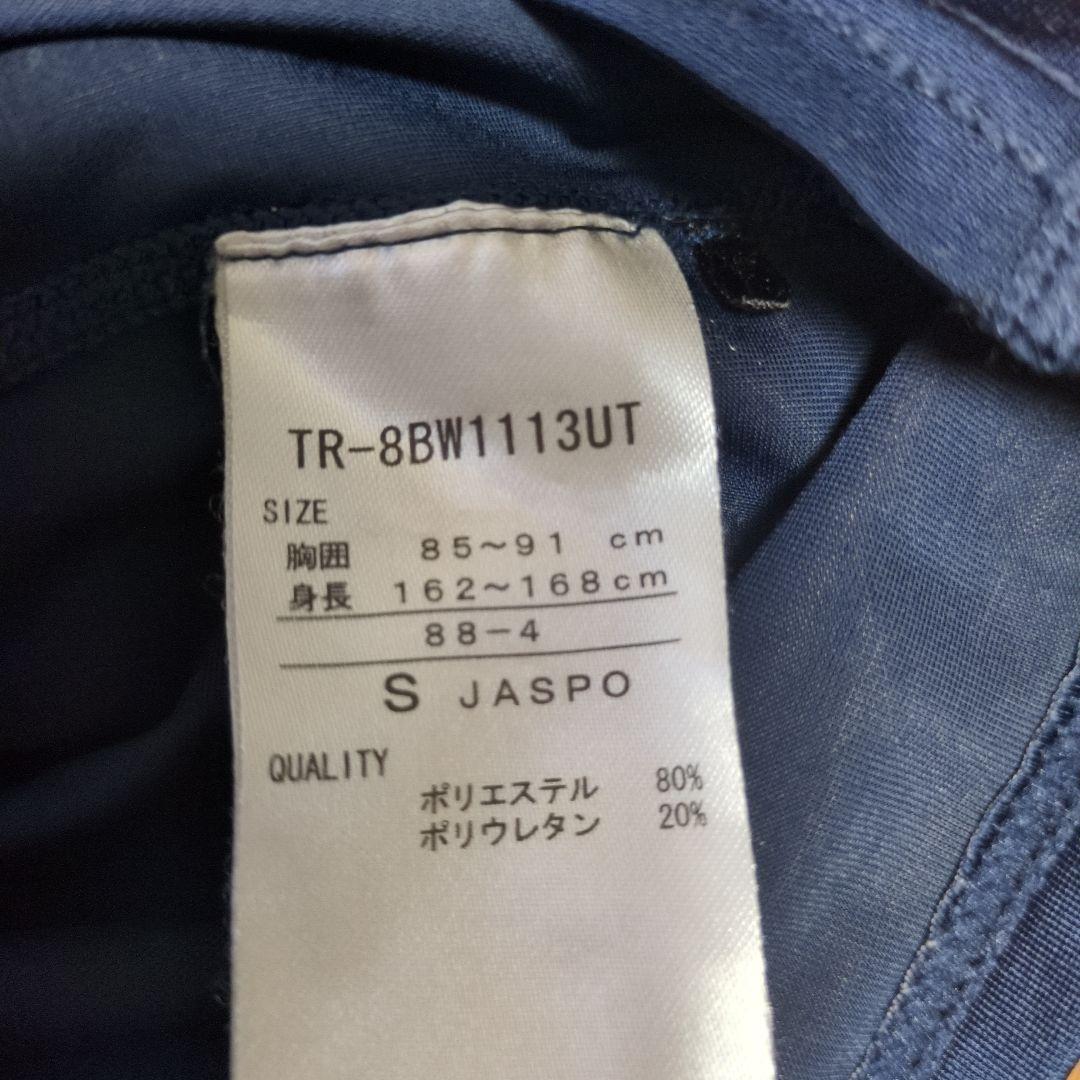 TR-8BW1113UT
SIZE
胸囲 85～91 cm
身長 162～168cm
88-4
S JASPO
QUALITY
ポリエステル 80%
ポリウレタン 20%